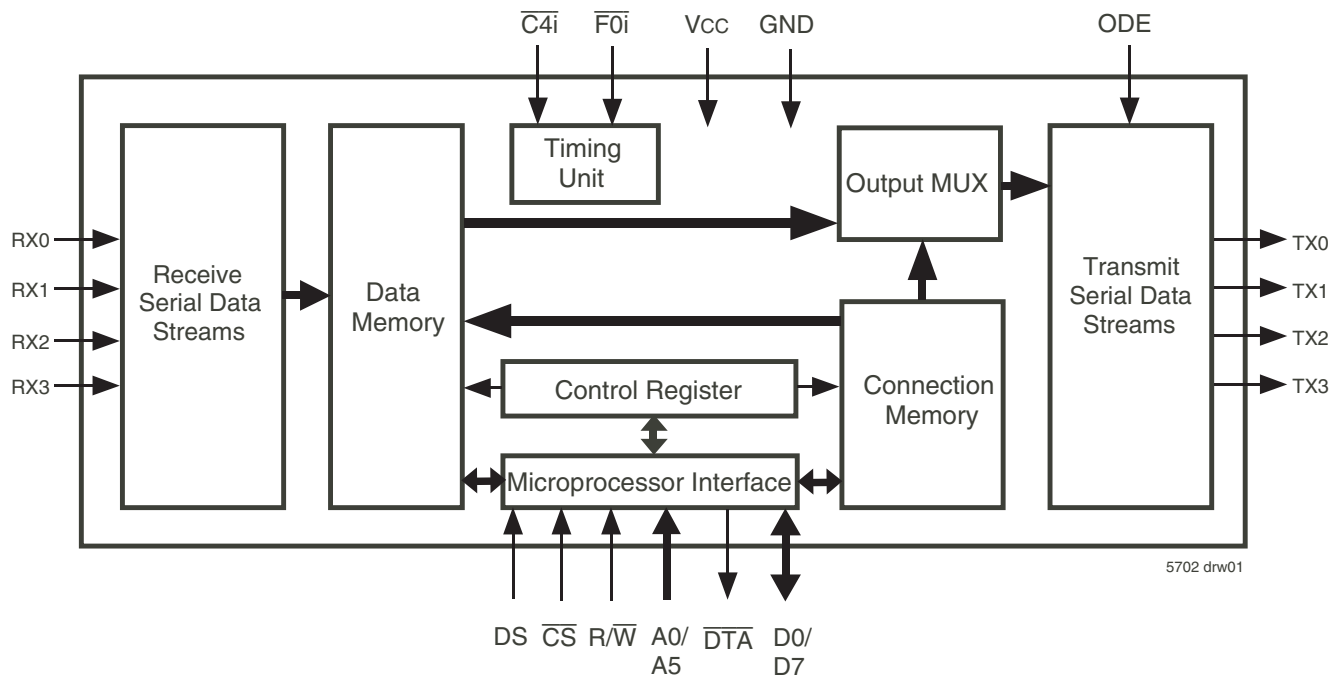 C4i F0i VCC GND ODE
Timing
Unit
Output MUX
RX0
RX1
RX2
RX3
Receive
Serial Data
Streams
Data
Memory
Control Register
Connection
Memory
Microprocessor Interface
Transmit
Serial Data
Streams
TX0
TX1
TX2
TX3
5702 drw01
DS CS R/W A0/ DTA D0/
A5 D7